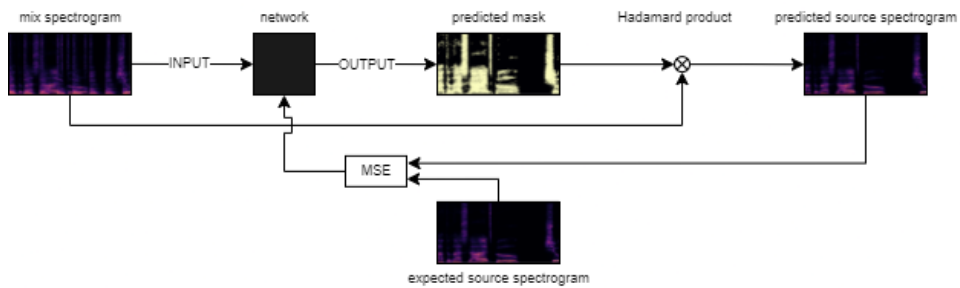 mix spectrogram
network
predicted mask
Hadamard product
predicted source spectrogram
INPUT
OUTPUT
MSE
expected source spectrogram